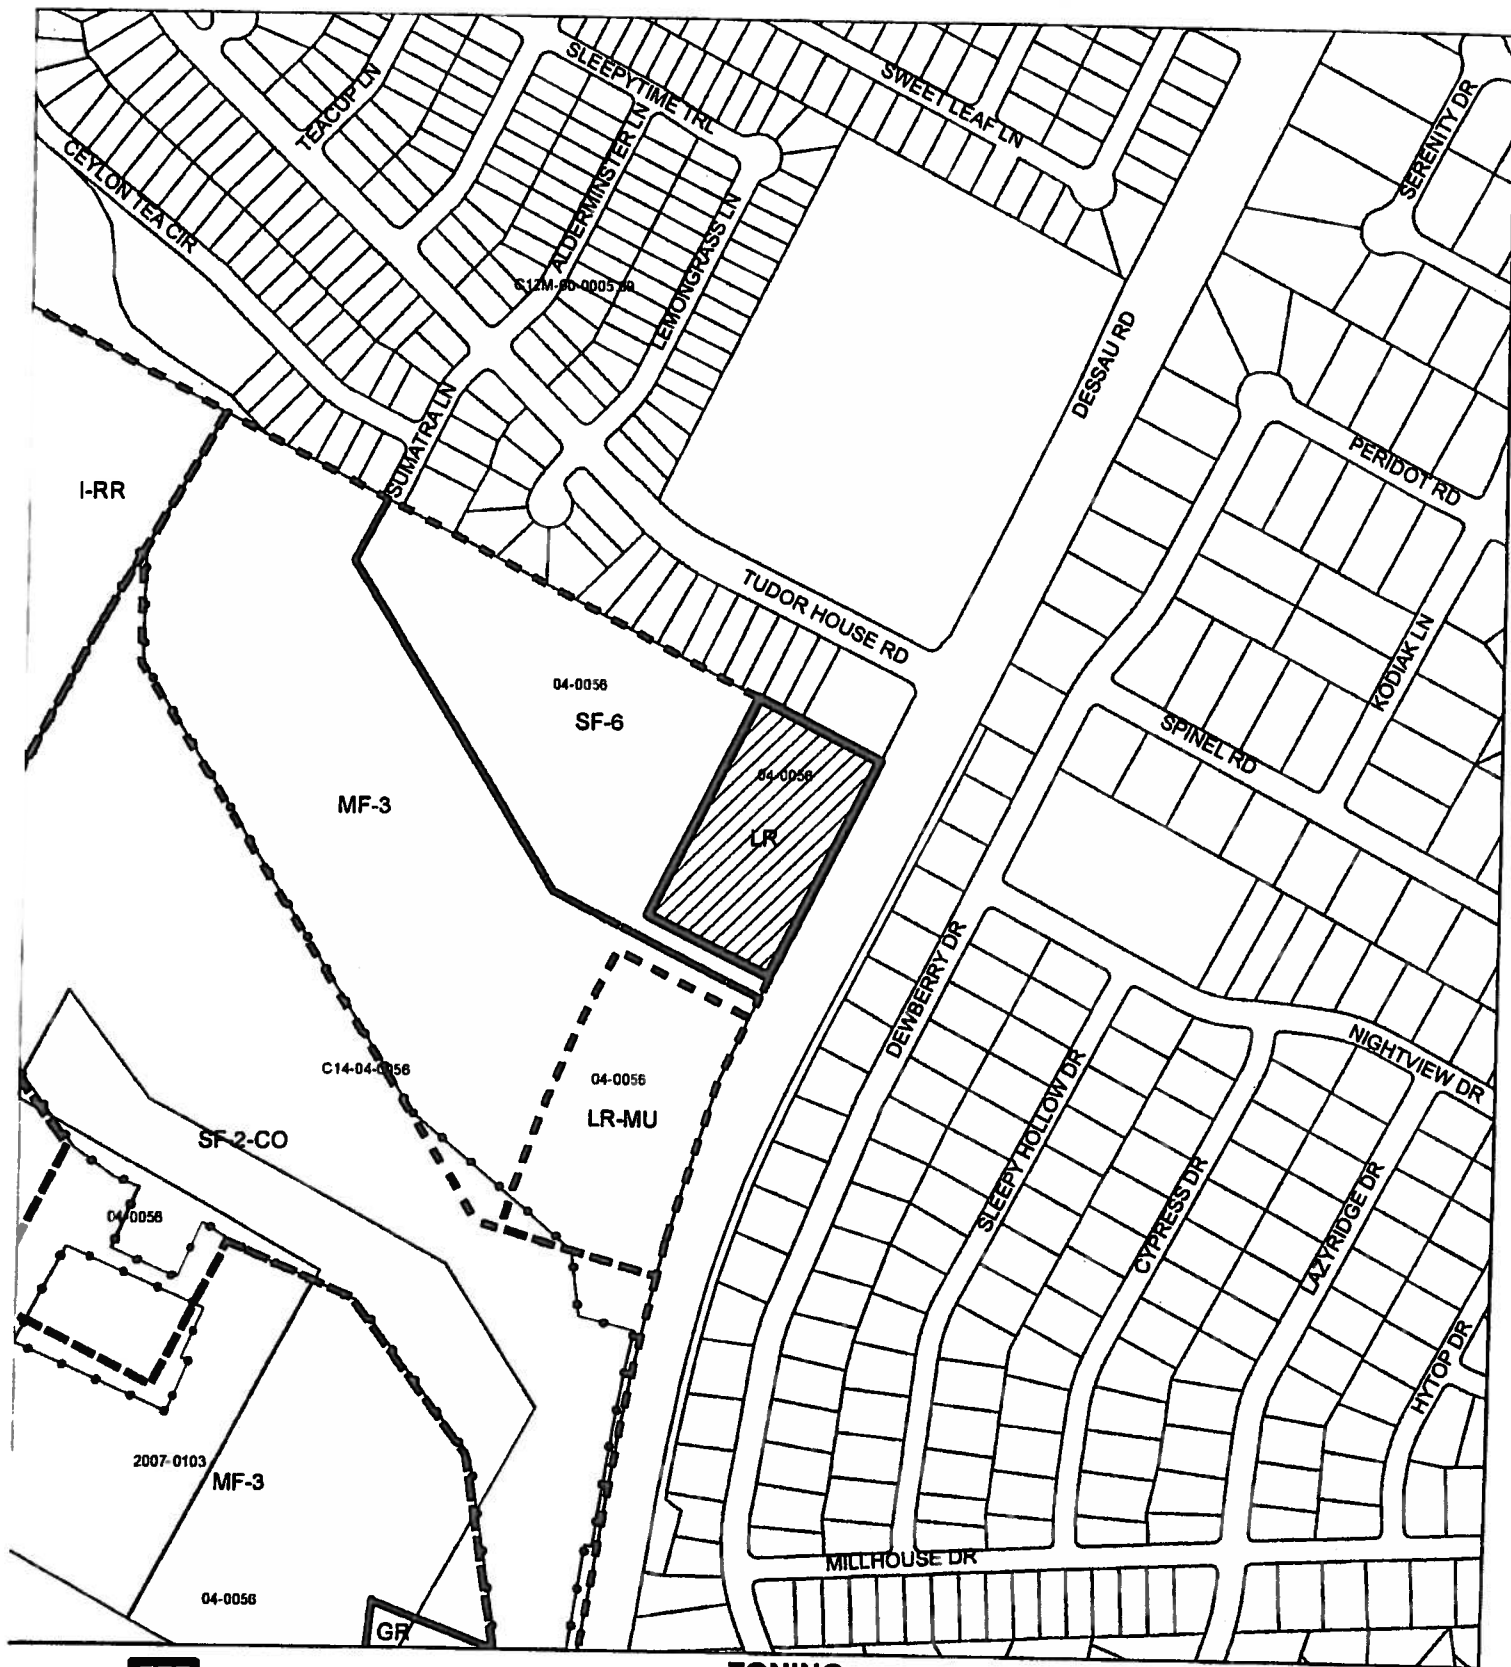 SLEEPYTIME TRL
SWEET LEAF LN
TEACUP LN
SERENITY DR
CEYLON TEA CIR
ALDERMINSTER LN
LEMONGRASS LN
DESSAU RD
SUMATRA LN
I-RR
PERIDOT RD
TUDOR HOUSE RD
KODIAK LN
04-0056
SF-6
SPINEL RD
04-0056
MF-3
LR
DEWBERRY DR
NIGHTVIEW DR
C14-04-0056
04-0056
LR-MU
SF-2-CO
SLEEPY HOLLOW DR
CYPRESS DR
LAZYRIDGE DR
04-0056
HYTOP DR
2007-0103
MF-3
MILLHOUSE DR
04-0056
GR
ZONING